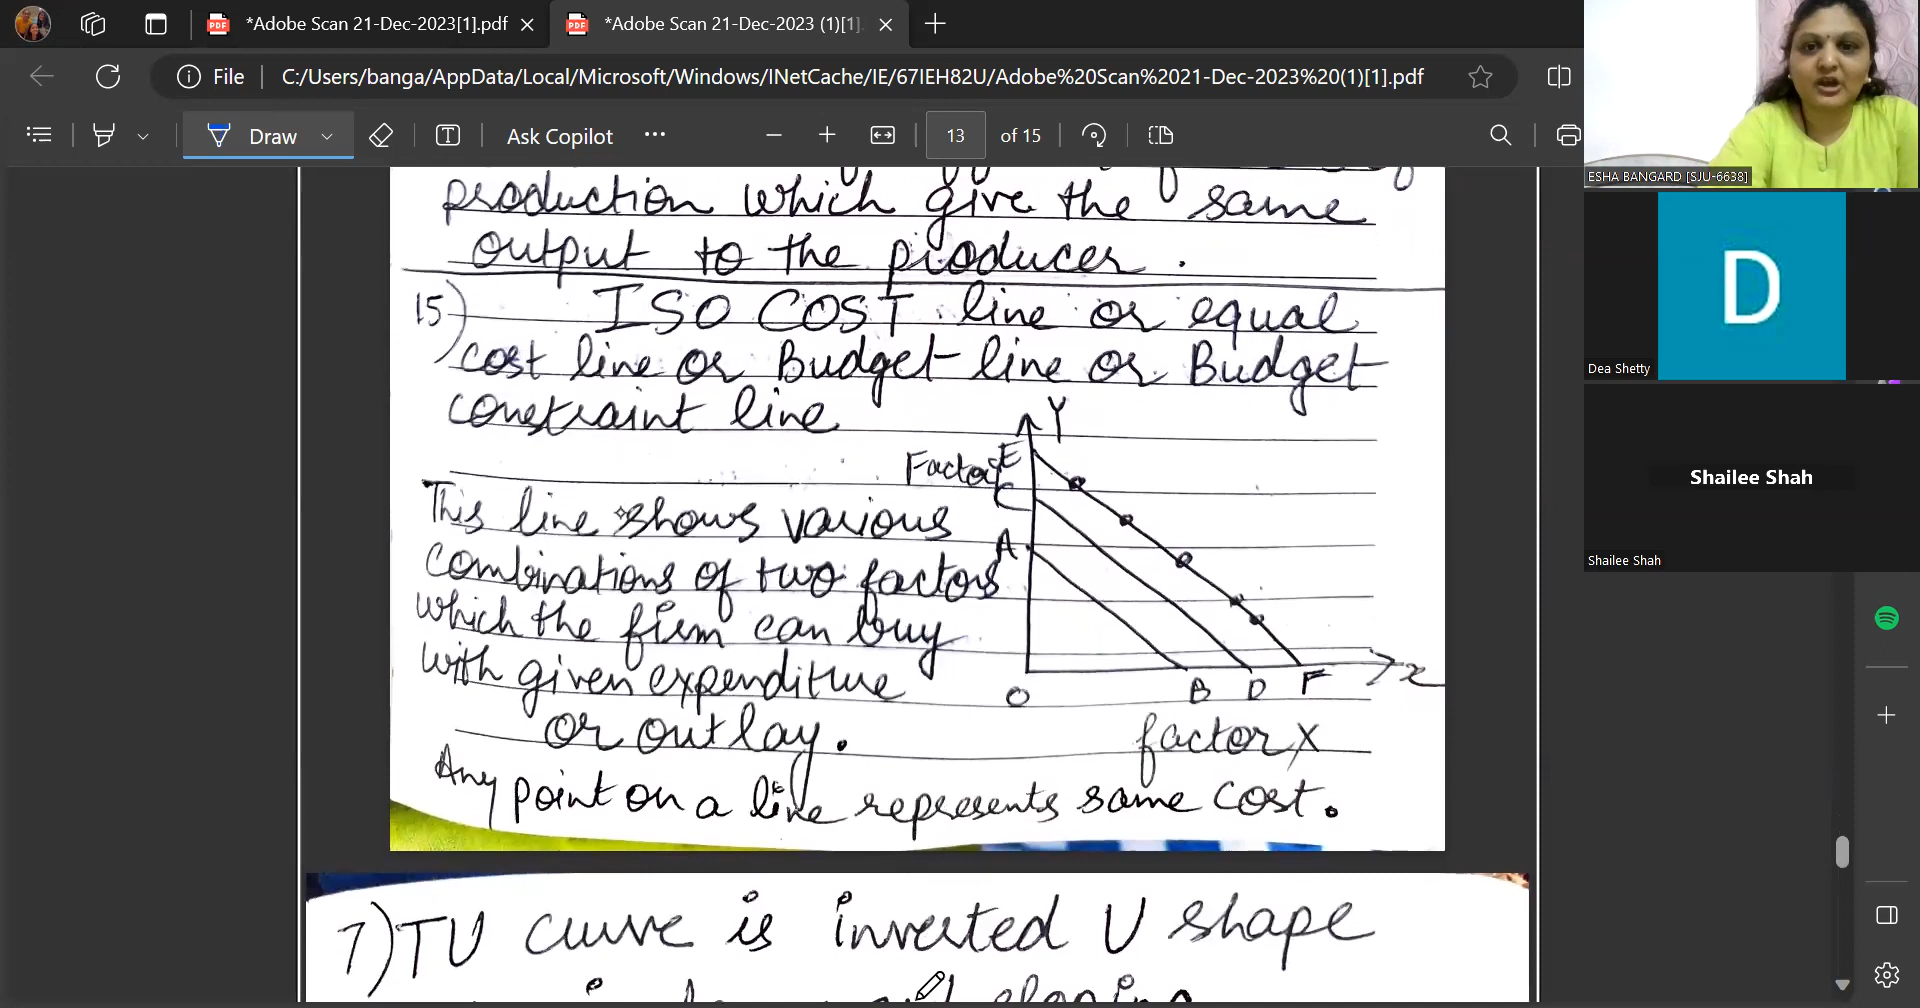 *Adobe Scan 21-Dec-2023[1].pdf
*Adobe Scan 21-Dec-2023 (1)[1].
File
C:/Users/banga/AppData/Local/Microsoft/Windows/INetCache/IE/67IEH82U/Adobe%20Scan%2021-Dec-2023%20(1)[1].pdf
Draw
Ask Copilot
13 of 15
production which give the same
output to the producer.
15) ISO COST line or equal
cost line or Budget line or Budget
constraint line
Y
Factor
E
C
A
This line shows various
combinations of two factors
which the firm can buy
with given expenditure
or outlay.
O B D F x
factor X
Any point on a line represents same cost.
7) TU curve is inverted U shape
ESHA BANGARD [SJU-6638]
D
Dea Shetty
Shailee Shah
Shailee Shah